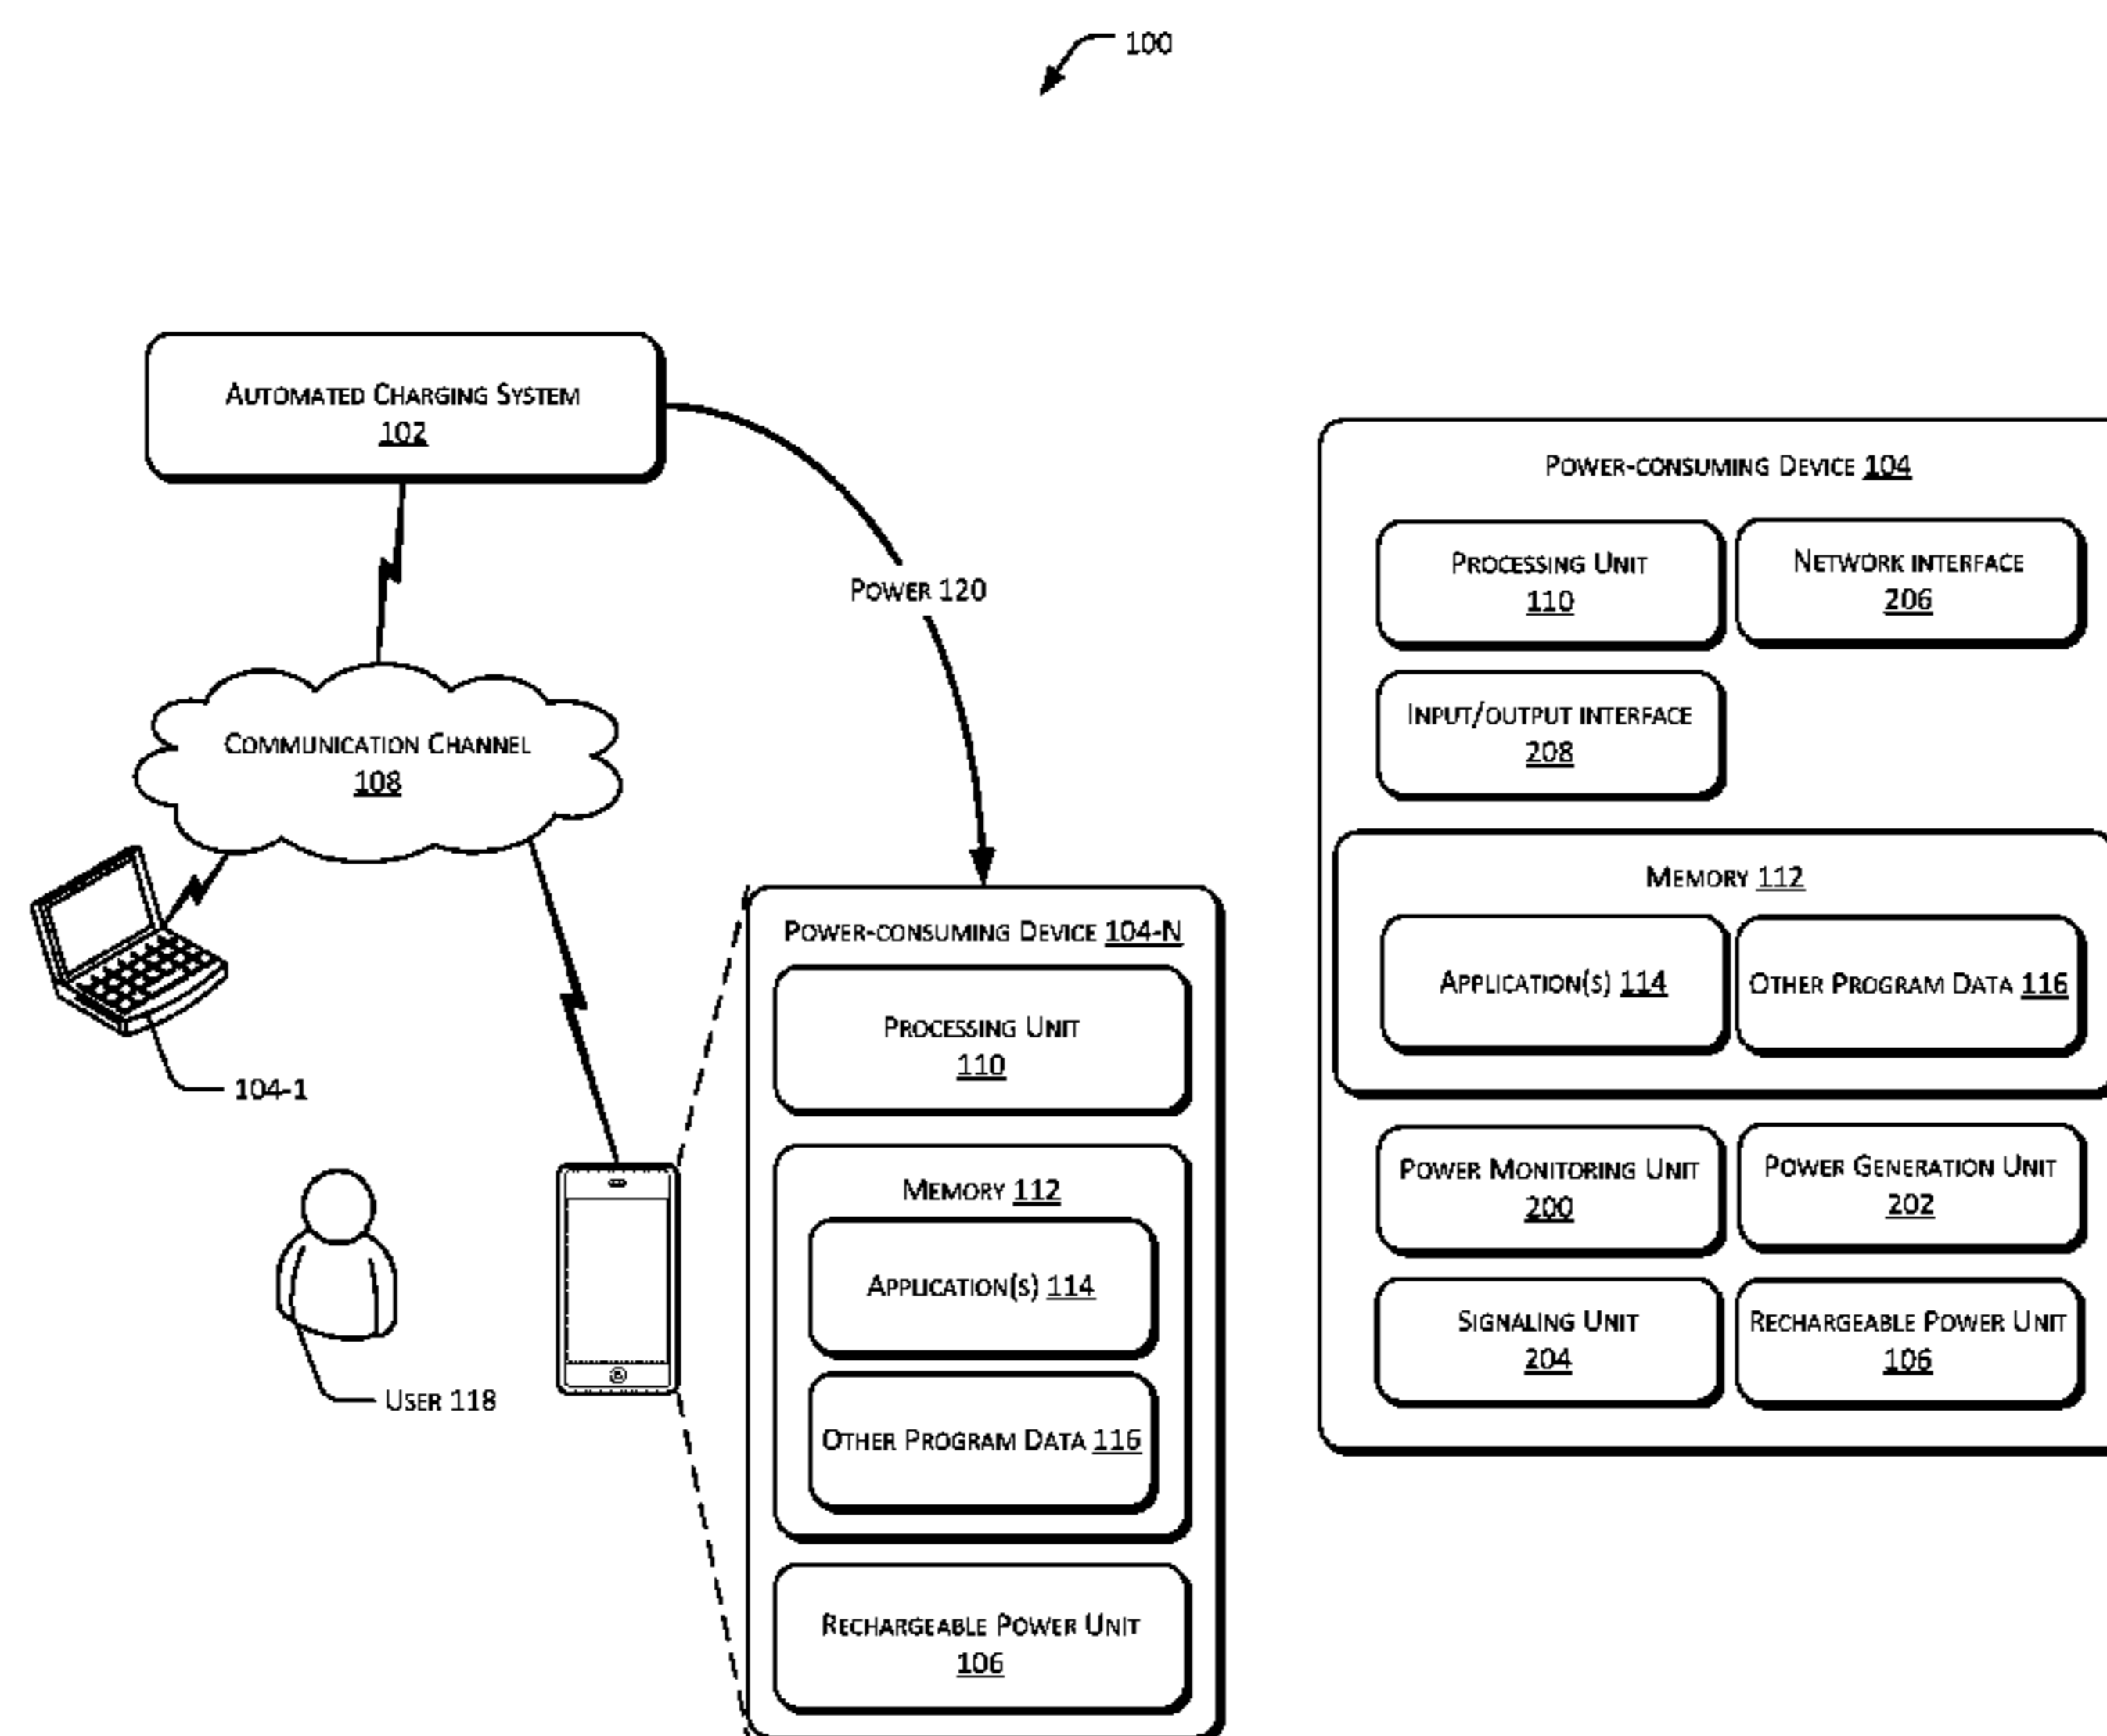 100
Automated Charging System
102
Power 120
Communication Channel
108
104-1
User 118
Power-consuming Device 104-N
Processing Unit
110
Memory 112
Application(s) 114
Other Program Data 116
Rechargeable Power Unit
106
Power-consuming Device 104
Processing Unit
110
Network interface
206
Input/output interface
208
Memory 112
Application(s) 114
Other Program Data 116
Power Monitoring Unit
200
Power Generation Unit
202
Signaling Unit
204
Rechargeable Power Unit
106